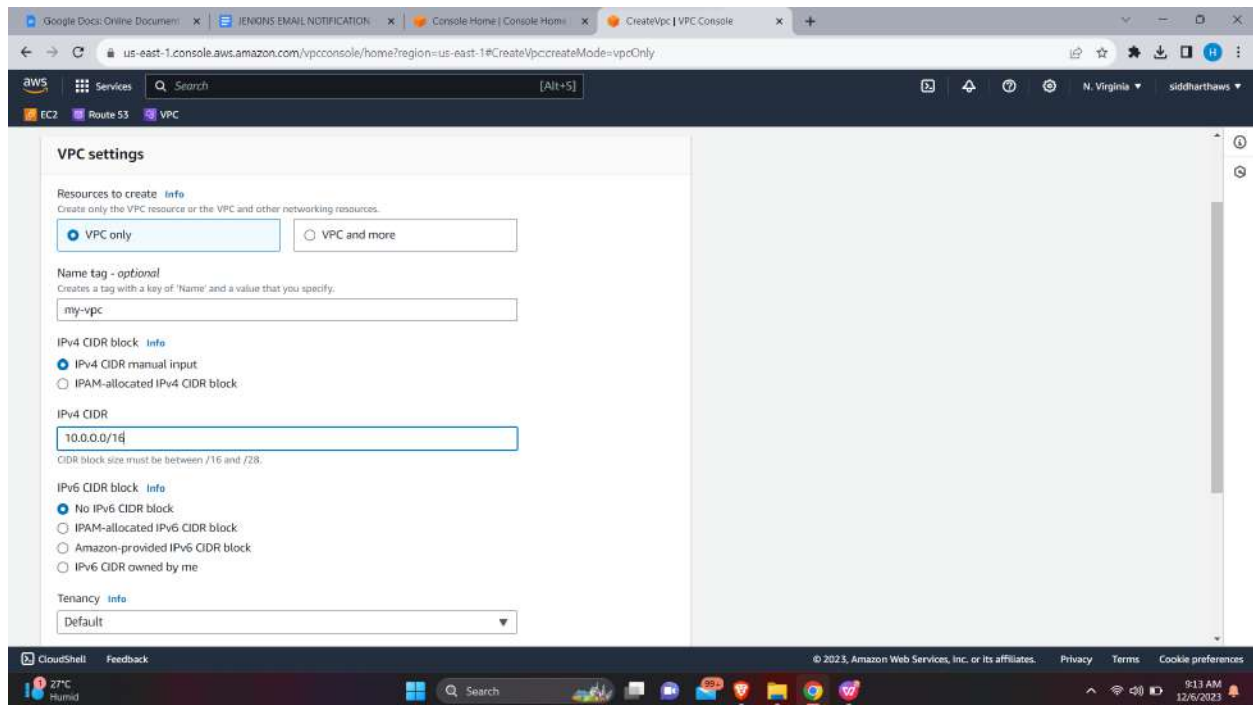 Google Docs: Online Document
JENKINS EMAIL NOTIFICATION
Console Home | Console Home
CreateVpc | VPC Console
us-east-1.console.aws.amazon.com/vpcconsole/home?region=us-east-1#CreateVpc:createMode=vpcOnly
aws
Services
Search
[Alt+S]
N. Virginia
siddharthaws
EC2
Route 53
VPC
VPC settings
Resources to create Info
Create only the VPC resource or the VPC and other networking resources.
VPC only
VPC and more
Name tag - optional
Creates a tag with a key of 'Name' and a value that you specify.
my-vpc
IPv4 CIDR block Info
IPv4 CIDR manual input
IPAM-allocated IPv4 CIDR block
IPv4 CIDR
10.0.0.0/16
CIDR block size must be between /16 and /28.
IPv6 CIDR block Info
No IPv6 CIDR block
IPAM-allocated IPv6 CIDR block
Amazon-provided IPv6 CIDR block
IPv6 CIDR owned by me
Tenancy Info
Default
CloudShell
Feedback
© 2023, Amazon Web Services, Inc. or its affiliates.
Privacy
Terms
Cookie preferences
1
27°C
Humid
Search
99+
9:13 AM
12/6/2023